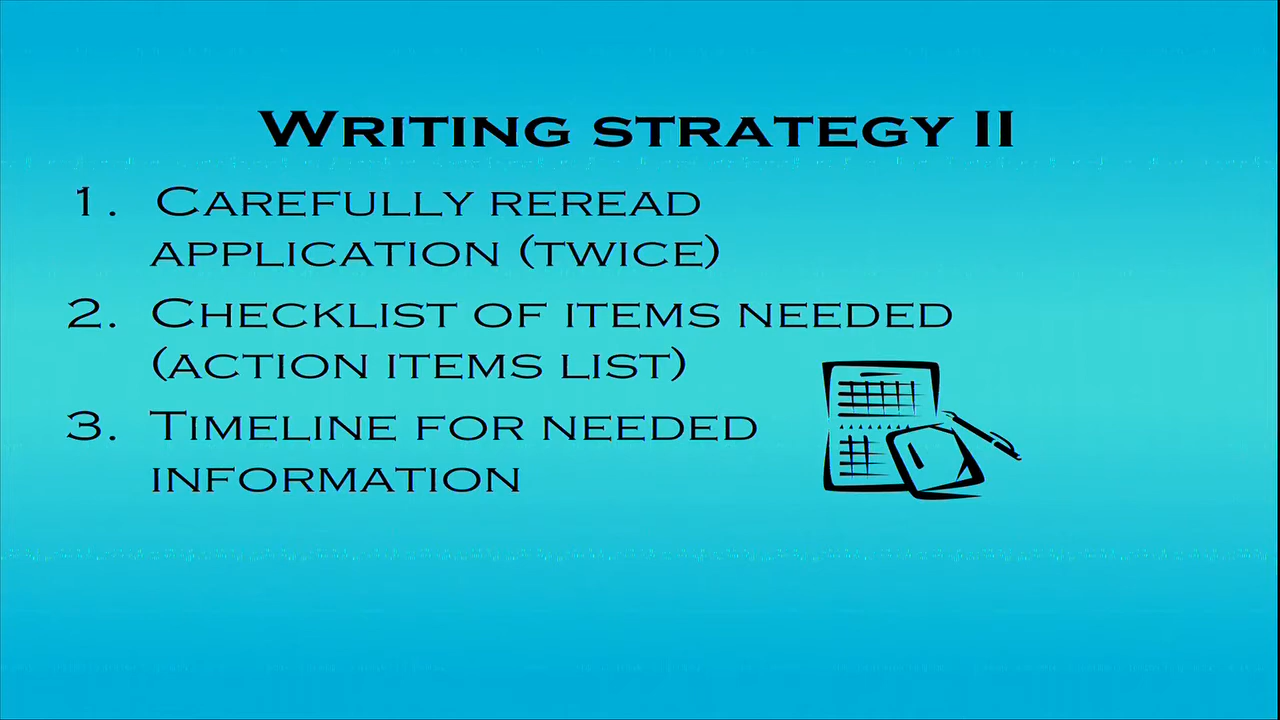 Writing strategy II
1. Carefully reread
application (twice)
2. Checklist of items needed
(action items list)
3. Timeline for needed
information